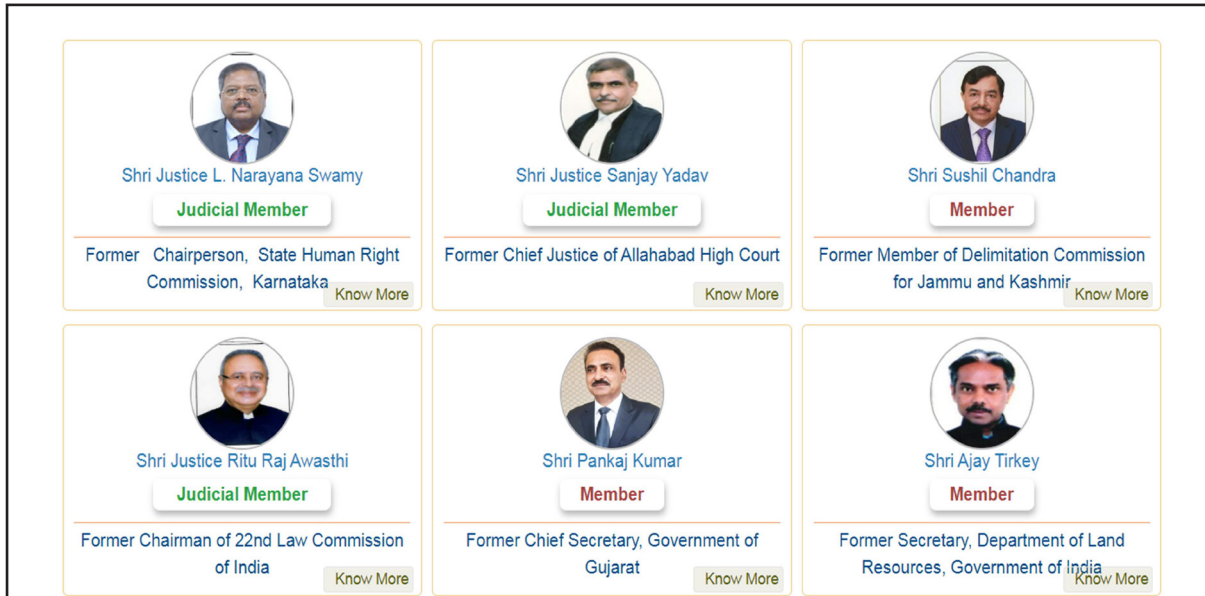 Shri Justice L. Narayana Swamy
Judicial Member
Former Chairperson, State Human Right
Commission, Karnataka
Know More
Shri Justice Sanjay Yadav
Judicial Member
Former Chief Justice of Allahabad High Court
Know More
Shri Sushil Chandra
Member
Former Member of Delimitation Commission
for Jammu and Kashmir
Know More
Shri Justice Ritu Raj Awasthi
Judicial Member
Former Chairman of 22nd Law Commission
of India
Know More
Shri Pankaj Kumar
Member
Former Chief Secretary, Government of
Gujarat
Know More
Shri Ajay Tirkey
Member
Former Secretary, Department of Land
Resources, Government of India
Know More